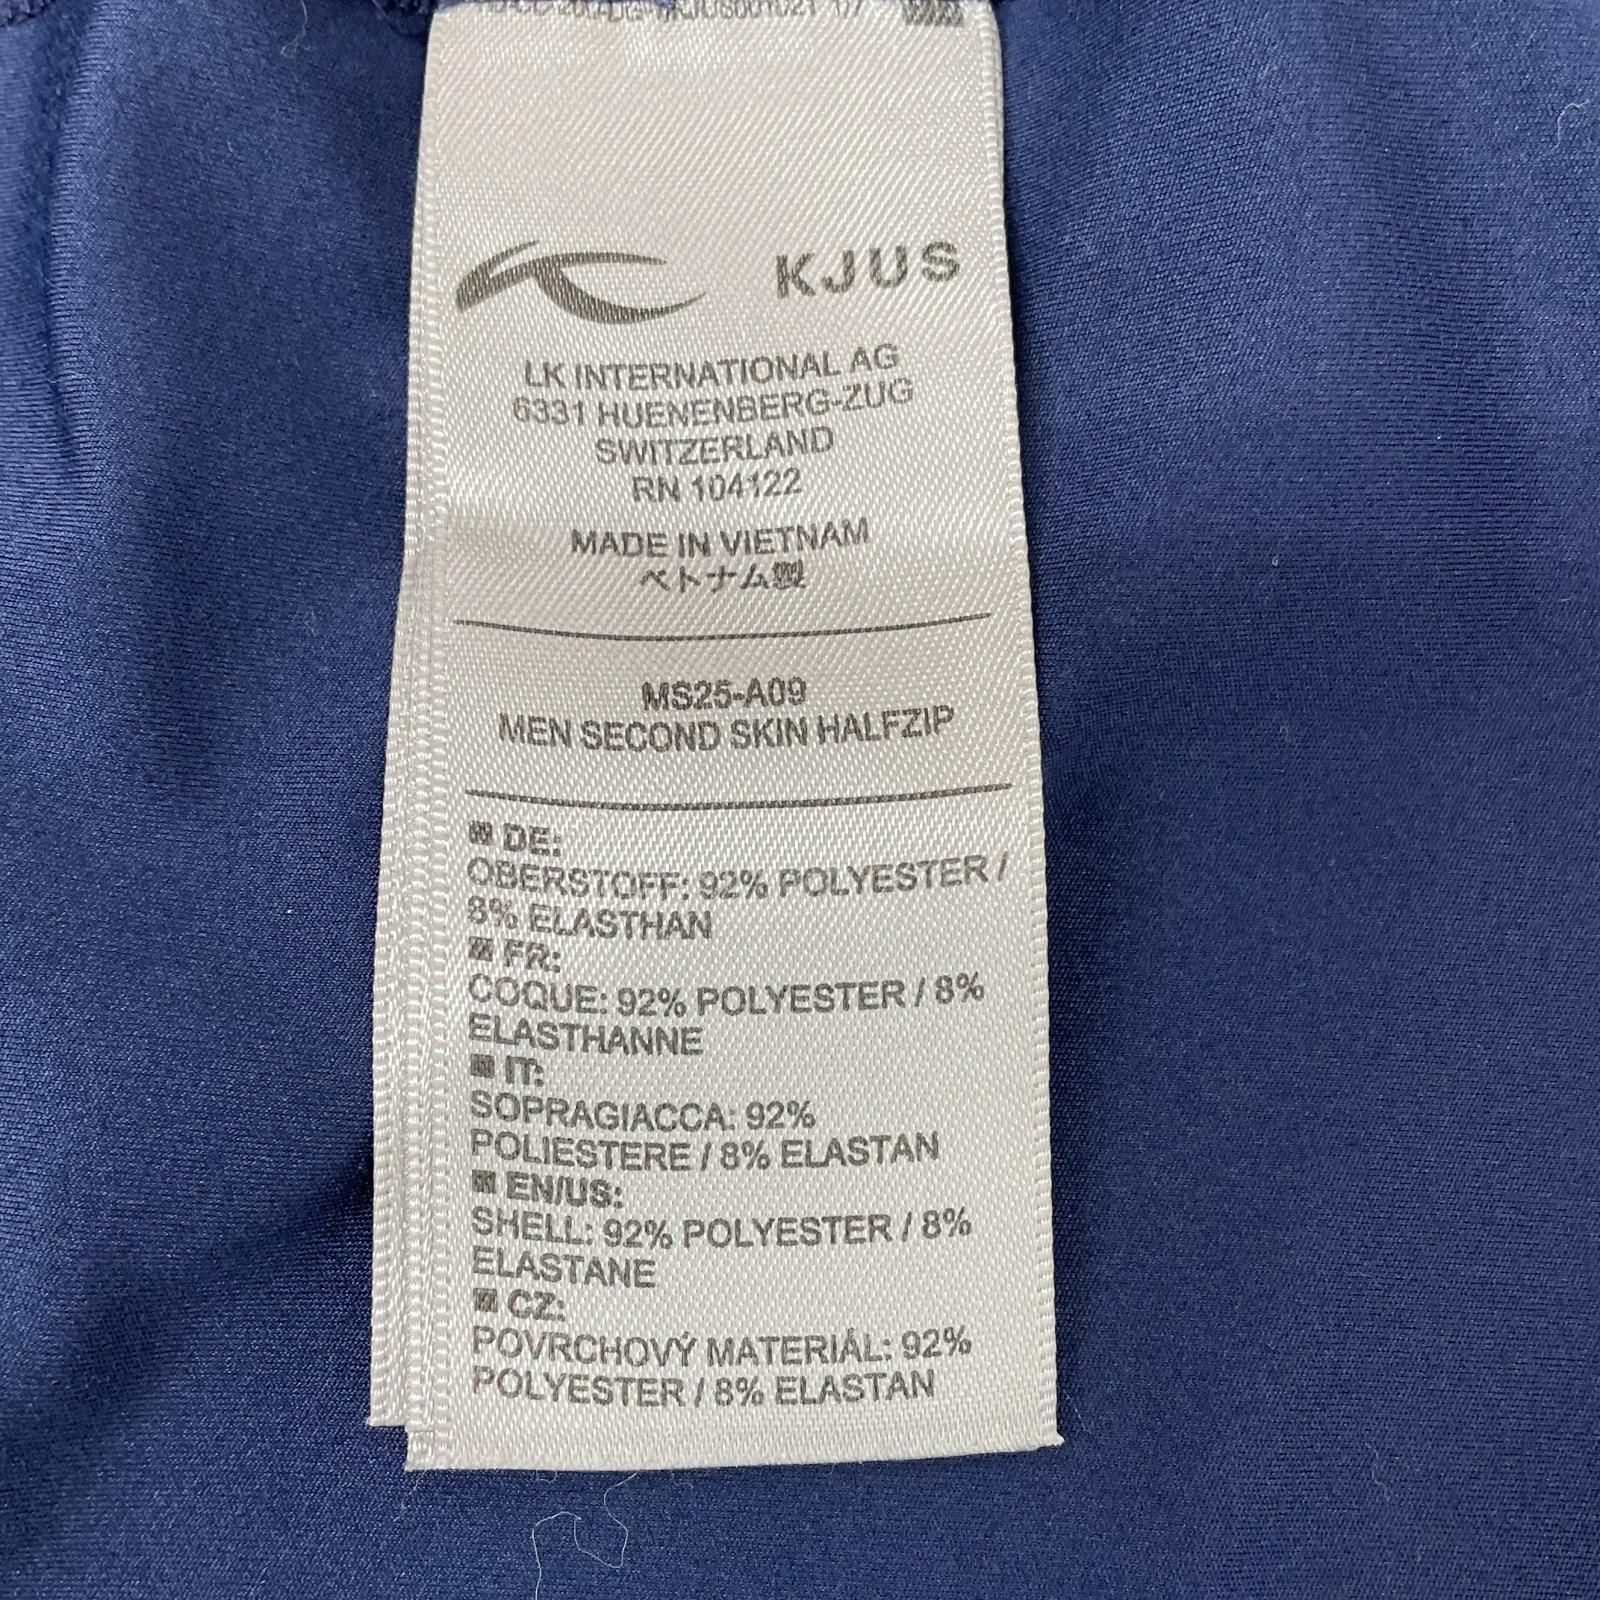 KJUS
LK INTERNATIONAL AG
6331 HUENENBERG-ZUG
SWITZERLAND
RN 104122
MADE IN VIETNAM
ベトナム製
MS25-A09
MEN SECOND SKIN HALFZIP
DE:
OBERSTOFF: 92% POLYESTER /
8% ELASTHAN
FR:
COQUE: 92% POLYESTER / 8%
ELASTHANNE
IT:
SOPRAGIACCA: 92%
POLIESTERE / 8% ELASTAN
EN/US:
SHELL: 92% POLYESTER / 8%
ELASTANE
CZ:
POVRCHOVÝ MATERIÁL: 92%
POLYESTER / 8% ELASTAN